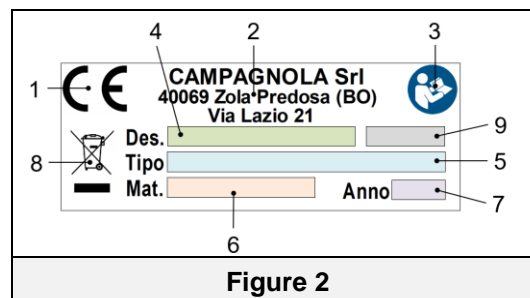 4 2 3
1 CE CAMPAGNOLA Srl
40069 Zola Predosa (BO)
Via Lazio 21
Des. 9
8 Tipo 5
Mat. Anno 7
6
Figure 2